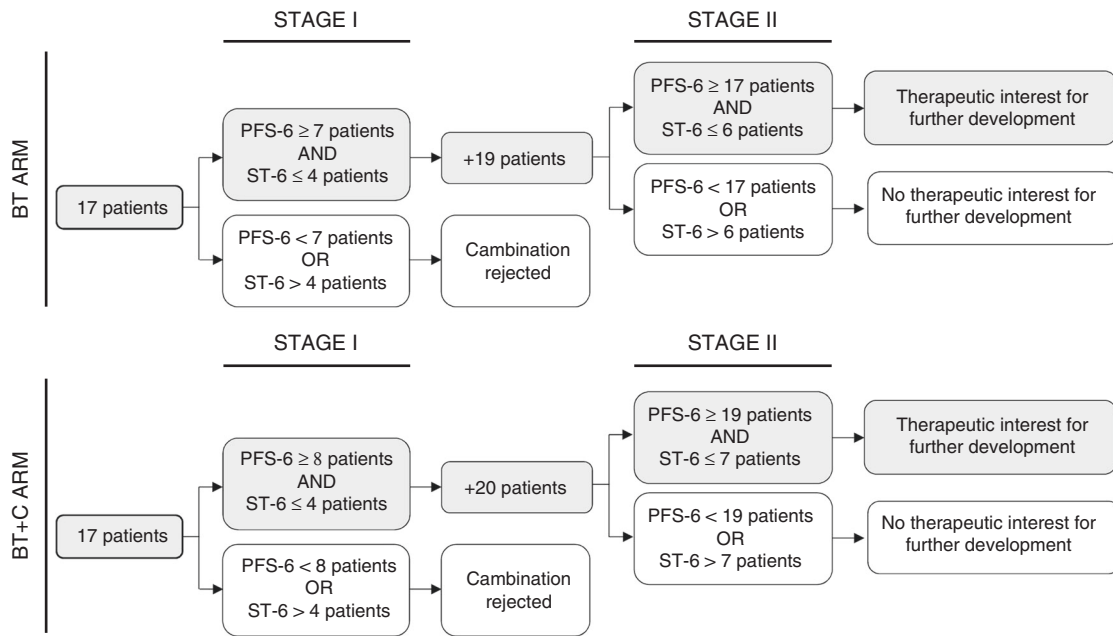 STAGE I
STAGE II
BT ARM
17 patients
PFS-6 ≥ 7 patients
AND
ST-6 ≤ 4 patients
+19 patients
PFS-6 ≥ 17 patients
AND
ST-6 ≤ 6 patients
Therapeutic interest for
further development
PFS-6 < 7 patients
OR
ST-6 > 4 patients
Cambination
rejected
PFS-6 < 17 patients
OR
ST-6 > 6 patients
No therapeutic interest for
further development
STAGE I
STAGE II
BT+C ARM
17 patients
PFS-6 ≥ 8 patients
AND
ST-6 ≤ 4 patients
+20 patients
PFS-6 ≥ 19 patients
AND
ST-6 ≤ 7 patients
Therapeutic interest for
further development
PFS-6 < 8 patients
OR
ST-6 > 4 patients
Cambination
rejected
PFS-6 < 19 patients
OR
ST-6 > 7 patients
No therapeutic interest for
further development